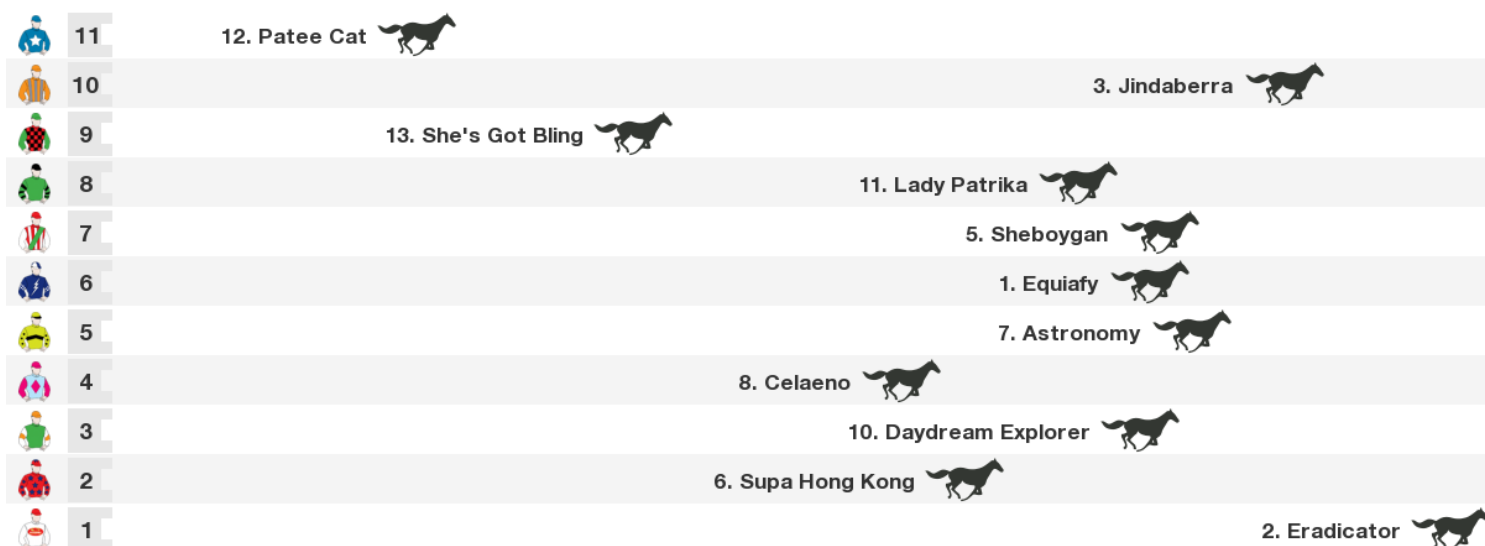 11 12. Patee Cat
10 3. Jindaberra
9 13. She's Got Bling
8 11. Lady Patrika
7 5. Sheboygan
6 1. Equiafy
5 7. Astronomy
4 8. Celaeno
3 10. Daydream Explorer
2 6. Supa Hong Kong
1 2. Eradicator